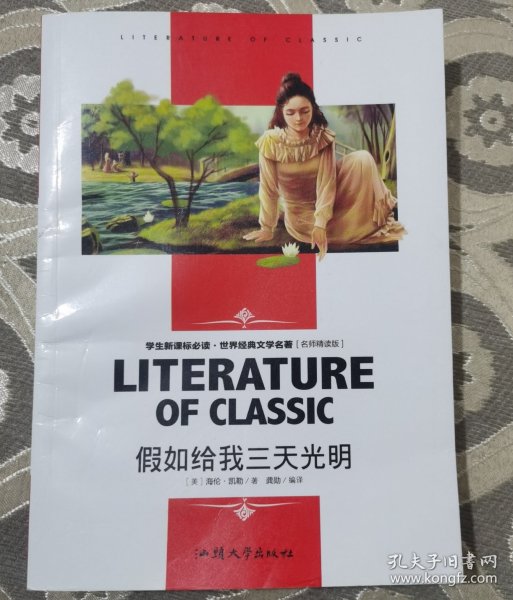 LITERATURE OF CLASSIC
学生新课标必读·世界经典文学名著[名师精读版]
LITERATURE
OF CLASSIC
假如给我三天光明
[美]海伦·凯勒/著 龚勋/编译
汕头大学出版社
孔夫子旧书网
www.kongfz.com